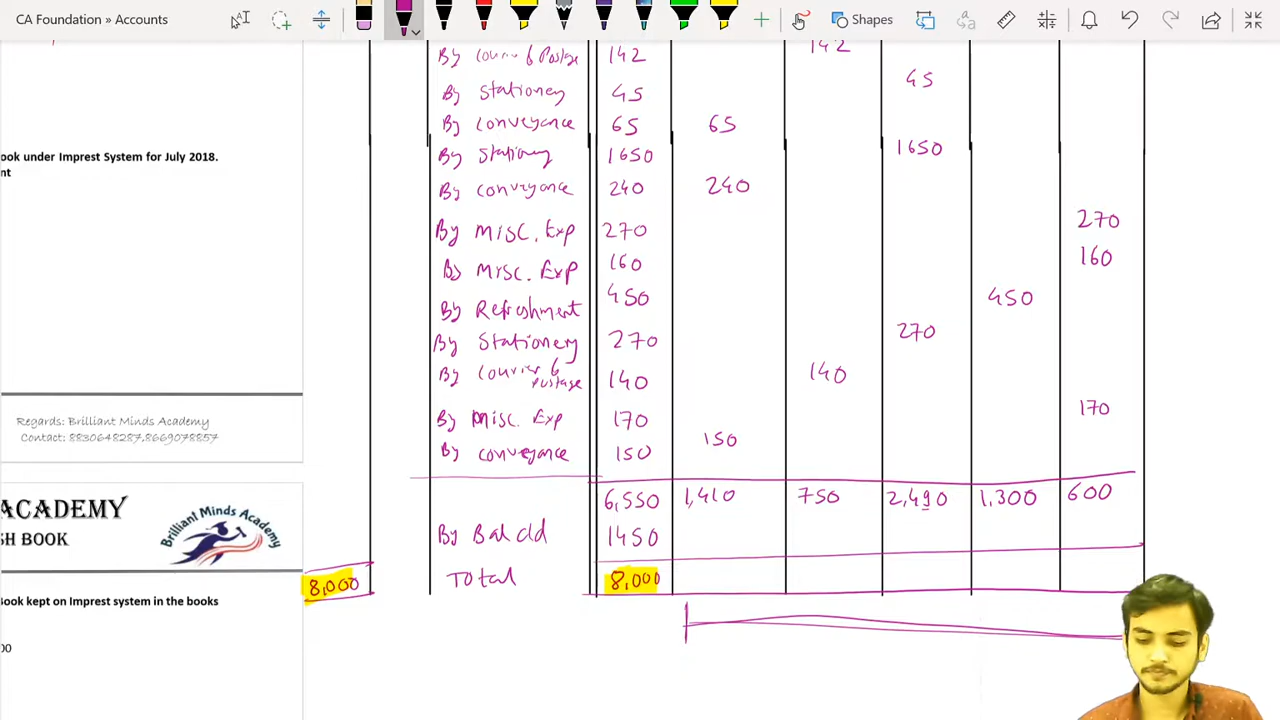 CA Foundation » Accounts
Shapes
By Courier & Postage 142 142
By Stationery 45 45
By Conveyance 65 65
By Stationery 1650 1650
By conveyance 240 240
By Misc. Exp 270 270
By Misc. Exp 160 160
By Refreshment 450 450
By Stationery 270 270
By Courier & Postage 140 140
By Misc. Exp 170 170
By conveyance 150 150
6,550 1,410 750 2,490 1,300 600
By Bal c/d 1450
8,000 Total 8,000
ook under Imprest System for July 2018.
nt
Regards: Brilliant Minds Academy
Contact: 8830648287,8669078857
ACADEMY
SH BOOK
Brilliant Minds Academy
Book kept on Imprest system in the books
00